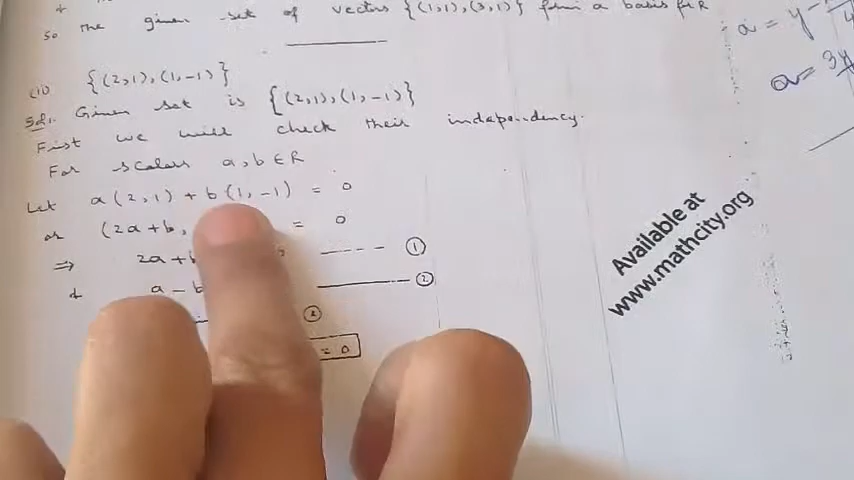 so the given set of vectors {(1,1),(3,1)} form a basis for R
(ii) {(2,1),(1,-1)}
Sol: Given set is {(2,1),(1,-1)}
First we will check their independency.
For scalars a,b ∈ R
Let a(2,1) + b(1,-1) = 0
or (2a+b, = 0
⇒ 2a+b ①
& a - b ②
②
= 0
Available at
www.mathcity.org
a = y -
a = 3y